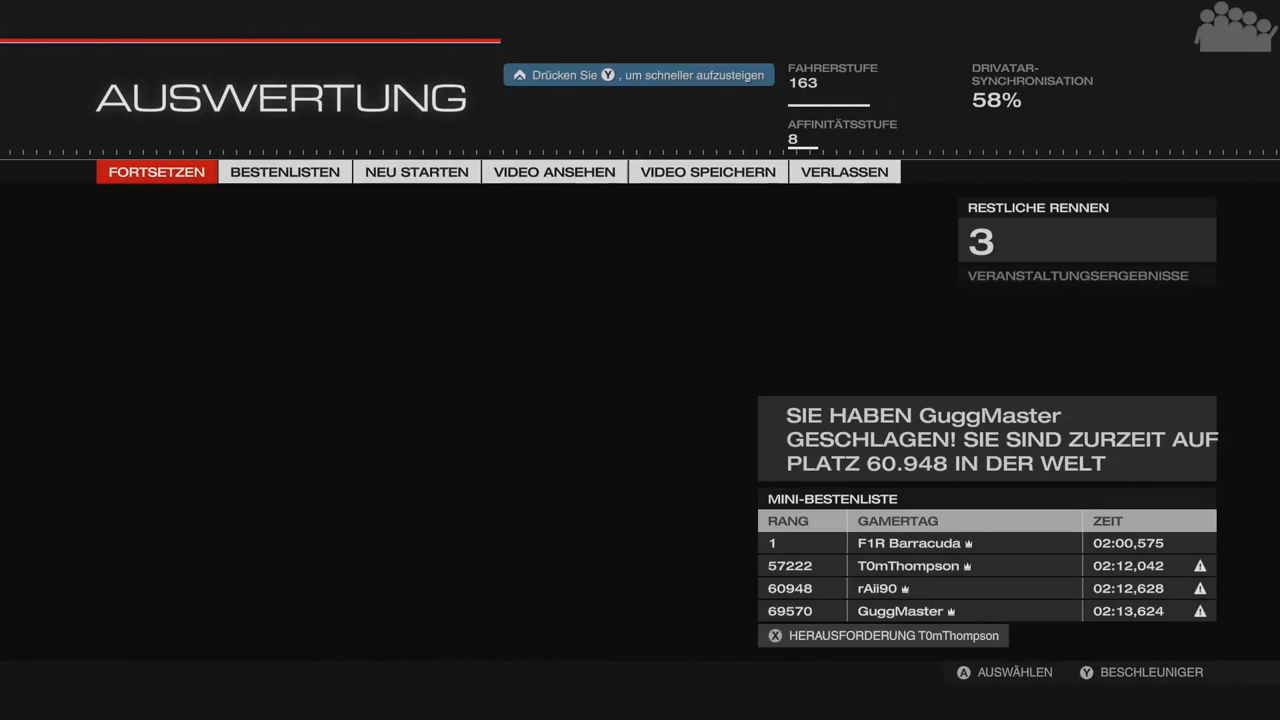 AUSWERTUNG
Drücken Sie Y , um schneller aufzusteigen
FAHRERSTUFE
163
AFFINITÄTSSTUFE
8
DRIVATAR-
SYNCHRONISATION
58%
FORTSETZEN BESTENLISTEN NEU STARTEN VIDEO ANSEHEN VIDEO SPEICHERN VERLASSEN
RESTLICHE RENNEN
3
VERANSTALTUNGSERGEBNISSE
SIE HABEN GuggMaster
GESCHLAGEN! SIE SIND ZURZEIT AUF
PLATZ 60.948 IN DER WELT
MINI-BESTENLISTE
RANG GAMERTAG ZEIT
1 F1R Barracuda 02:00,575
57222 T0mThompson 02:12,042
60948 rAii90 02:12,628
69570 GuggMaster 02:13,624
X HERAUSFORDERUNG T0mThompson
A AUSWÄHLEN Y BESCHLEUNIGER